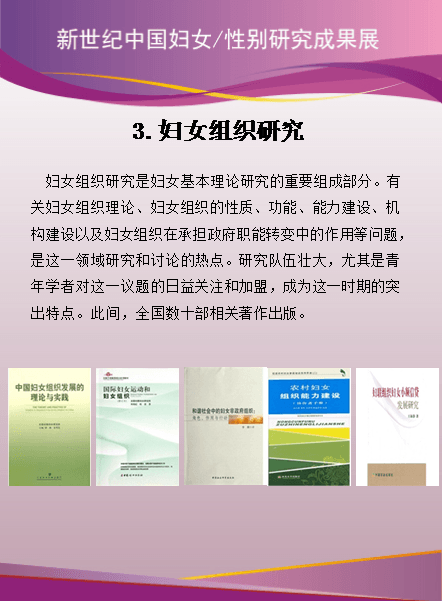 新世纪中国妇女/性别研究成果展
3.妇女组织研究
妇女组织研究是妇女基本理论研究的重要组成部分。有
关妇女组织理论、妇女组织的性质、功能、能力建设、机
构建设以及妇女组织在承担政府职能转变中的作用等问题，
是这一领域研究和讨论的热点。研究队伍壮大，尤其是青
年学者对这一议题的日益关注和加盟，成为这一时期的突
出特点。此间，全国数十部相关著作出版。
中国妇女组织发展的
理论与实践
国际妇女运动和
妇女组织
和谐社会中的妇女非政府组织：
农村妇女
组织能力建设
妇联组织妇女小额信贷
发展研究